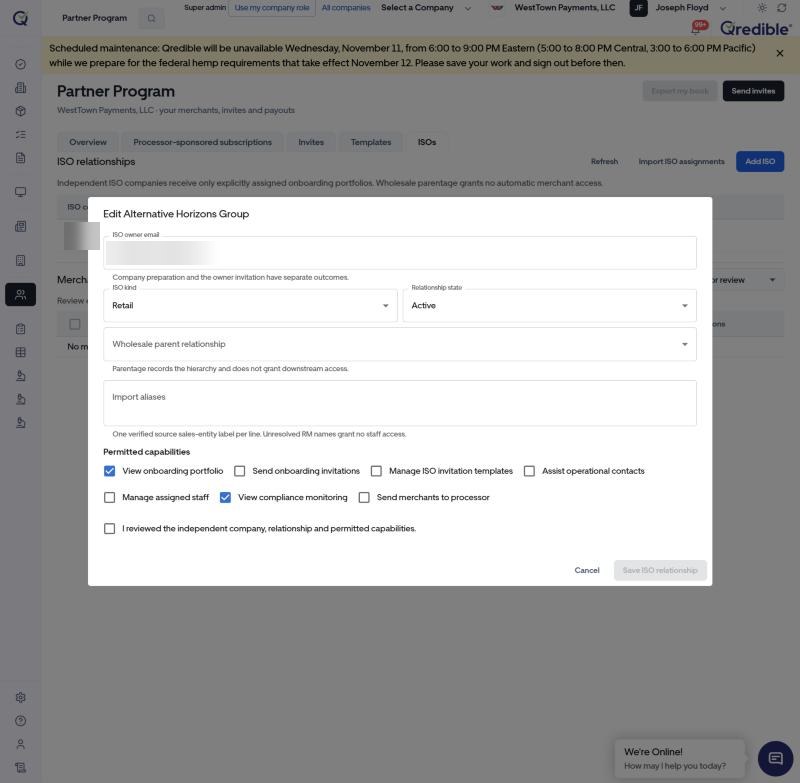 Partner Program
Super admin
Use my company role
All companies
Select a Company
WestTown Payments, LLC
JF
Joseph Floyd
99+
Qredible
Scheduled maintenance: Qredible will be unavailable Wednesday, November 11, from 6:00 to 9:00 PM Eastern (5:00 to 8:00 PM Central, 3:00 to 6:00 PM Pacific)
while we prepare for the federal hemp requirements that take effect November 12. Please save your work and sign out before then.
Partner Program
WestTown Payments, LLC · your merchants, invites and payouts
Export my book
Send invites
Overview
Processor-sponsored subscriptions
Invites
Templates
ISOs
ISO relationships
Refresh
Import ISO assignments
Add ISO
Independent ISO companies receive only explicitly assigned onboarding portfolios. Wholesale parentage grants no automatic merchant access.
ISO
Edit Alternative Horizons Group
ISO owner email
Company preparation and the owner invitation have separate outcomes.
ISO kind
Retail
Relationship state
Active
Wholesale parent relationship
Parentage records the hierarchy and does not grant downstream access.
Import aliases
One verified source sales-entity label per line. Unresolved RM names grant no staff access.
Permitted capabilities
View onboarding portfolio
Send onboarding invitations
Manage ISO invitation templates
Assist operational contacts
Manage assigned staff
View compliance monitoring
Send merchants to processor
I reviewed the independent company, relationship and permitted capabilities.
Cancel
Save ISO relationship
Merch
or review
Review
ons
No m
We're Online!
How may I help you today?